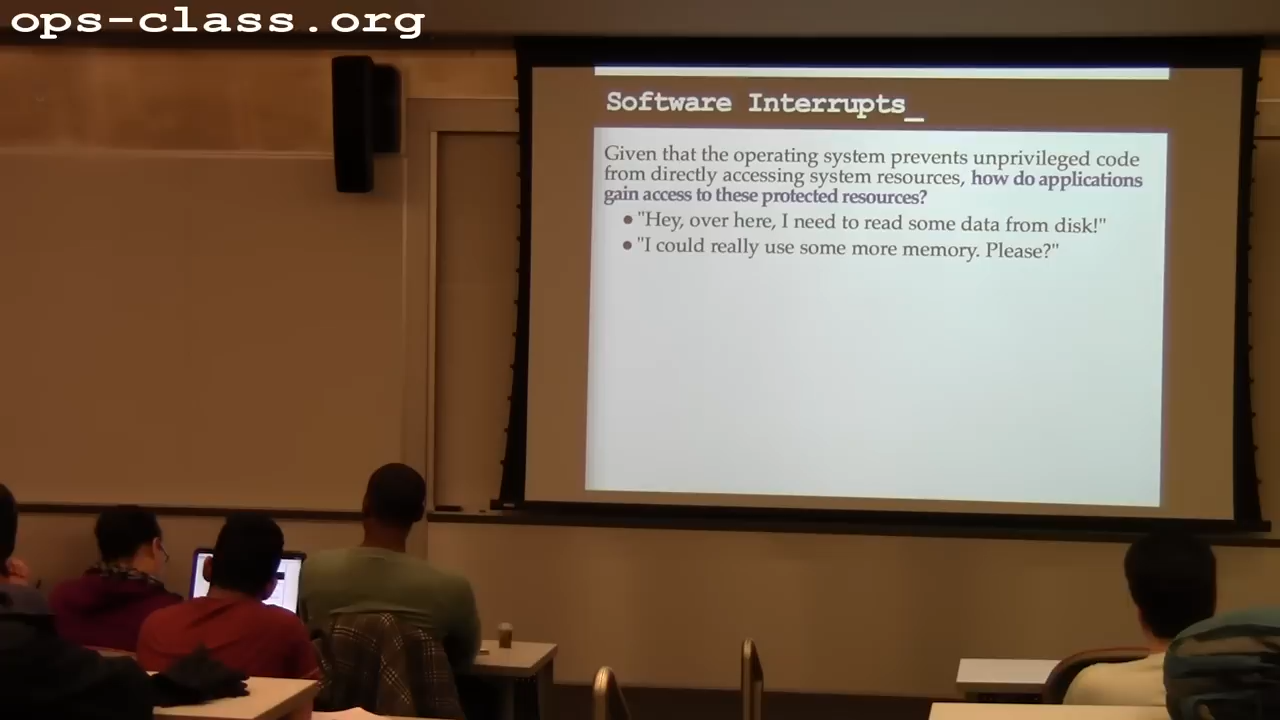 ops-class.org
Software Interrupts_
Given that the operating system prevents unprivileged code
from directly accessing system resources, how do applications
gain access to these protected resources?
● "Hey, over here, I need to read some data from disk!"
● "I could really use some more memory. Please?"